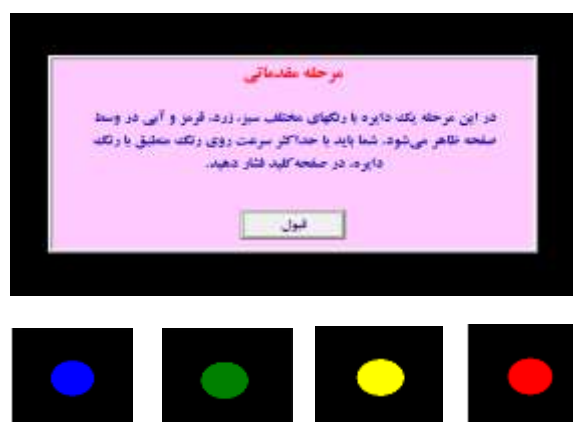 مرحله مقدماتی
در این مرحله یک دایره با رنگهای مختلف سبز، زرد، قرمز و آبی در وسط
صفحه ظاهر می‌شود. شما باید با حداکثر سرعت روی رنگ منطبق با رنگ
دایره، در صفحه کلید فشار دهید.
قبول